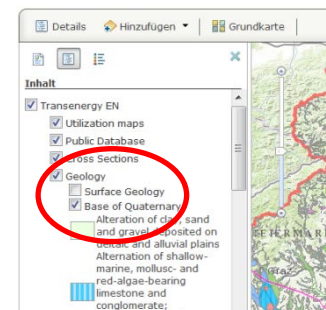 Details Hinzufügen Grundkarte
Inhalt
Transenergy EN
Utilization maps
Public Database
Cross Sections
Geology
Surface Geology
Base of Quaternary
Alteration of clay, sand
and gravel deposited on
deltaic and alluvial plains
Alternation of shallow-
marine, mollusc- and
red-algae-bearing
limestone and
conglomerate;
Graz